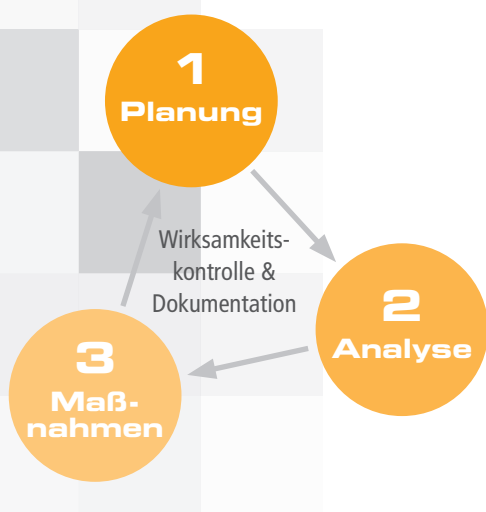 1
Planung
Wirksamkeits-
kontrolle &
Dokumentation
2
Analyse
3
Maß-
nahmen